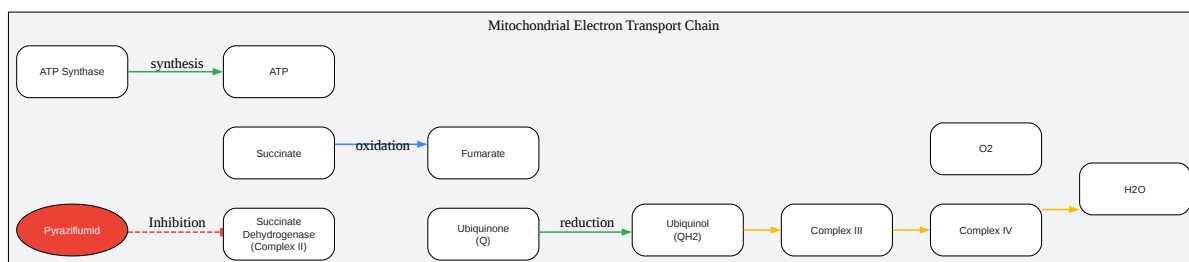 Mitochondrial Electron Transport Chain
ATP Synthase
synthesis
ATP
Succinate
oxidation
Fumarate
O2
H2O
Pyraziflumid
Inhibition
Succinate
Dehydrogenase
(Complex II)
Ubiquinone
(Q)
reduction
Ubiquinol
(QH2)
Complex III
Complex IV